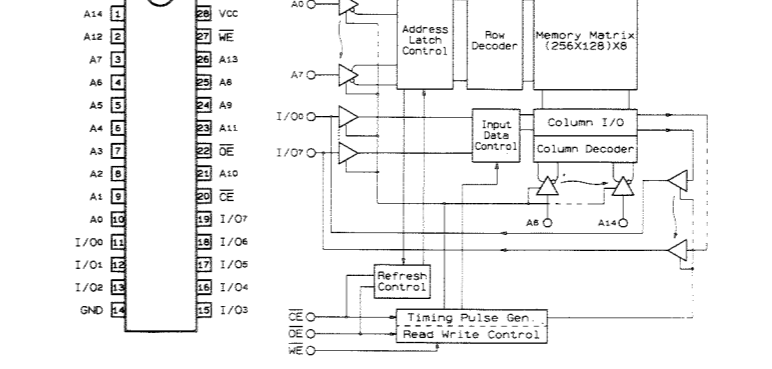 A14 1 28 VCC
A12 2 27 WE
A7 3 26 A13
A6 4 25 A8
A5 5 24 A9
A4 6 23 A11
A3 7 22 OE
A2 8 21 A10
A1 9 20 CE
A0 10 19 I/O7
I/O0 11 18 I/O6
I/O1 12 17 I/O5
I/O2 13 16 I/O4
GND 14 15 I/O3
A0
A7
I/O0
I/O7
Address
Latch
Control
Row
Decoder
Memory Matrix
(256X128)X8
Input
Data
Control
Column I/O
Column Decoder
A8
A14
Refresh
Control
CE
OE
WE
Timing Pulse Gen.
Read Write Control